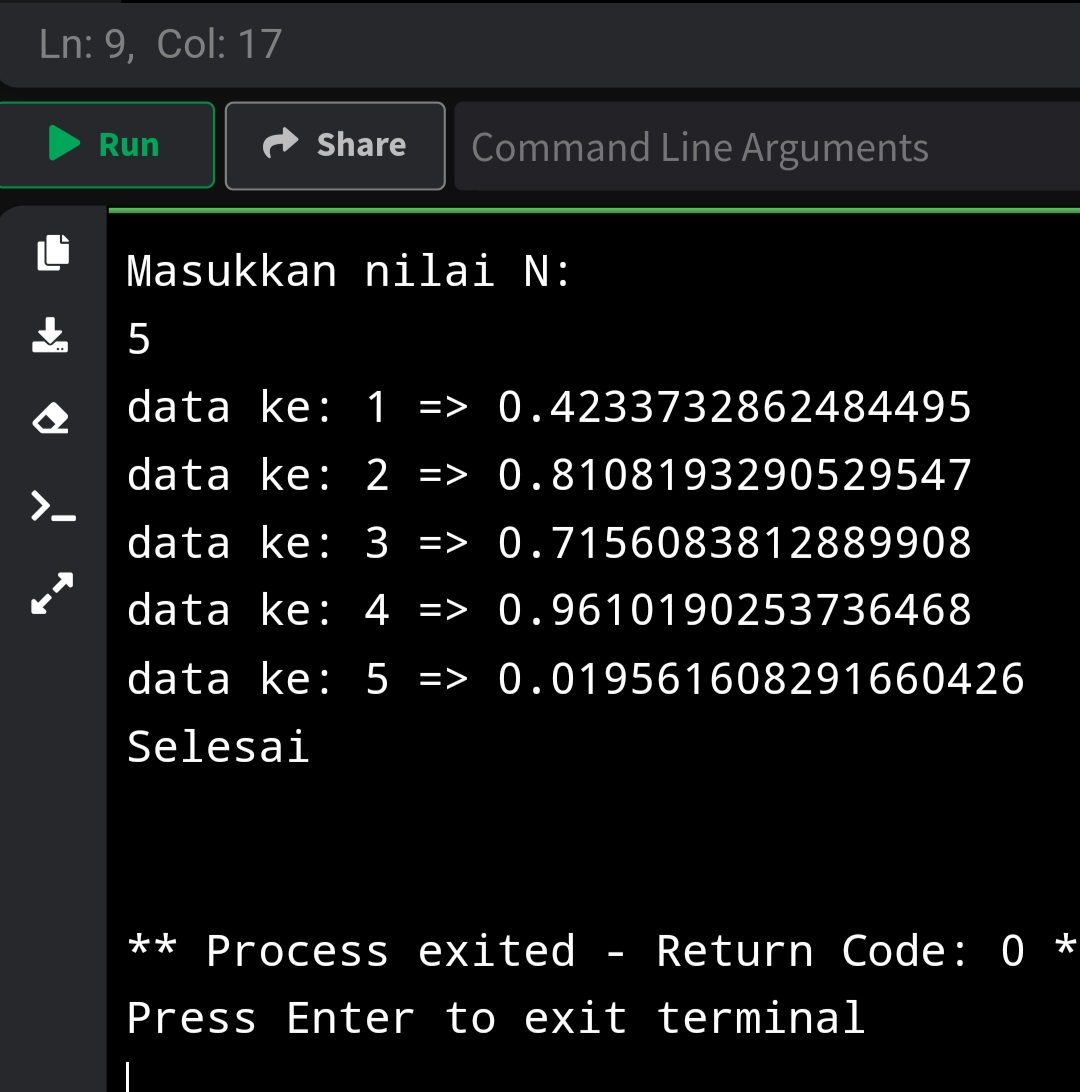 Ln: 9, Col: 17
Run
Share
Command Line Arguments
Masukkan nilai N:
5
data ke: 1 => 0.4233732862484495
data ke: 2 => 0.8108193290529547
data ke: 3 => 0.7156083812889908
data ke: 4 => 0.9610190253736468
data ke: 5 => 0.019561608291660426
Selesai
** Process exited - Return Code: 0 *
Press Enter to exit terminal